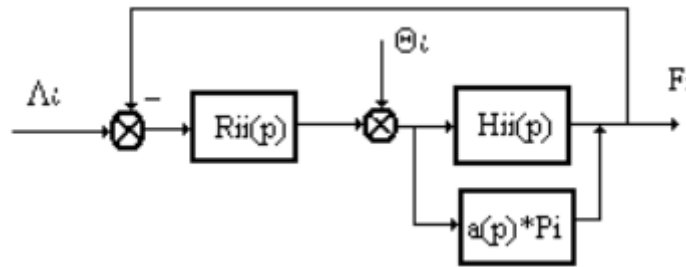 Θi
Λi
F
–
Rii(p)
Hii(p)
a(p)*Pi